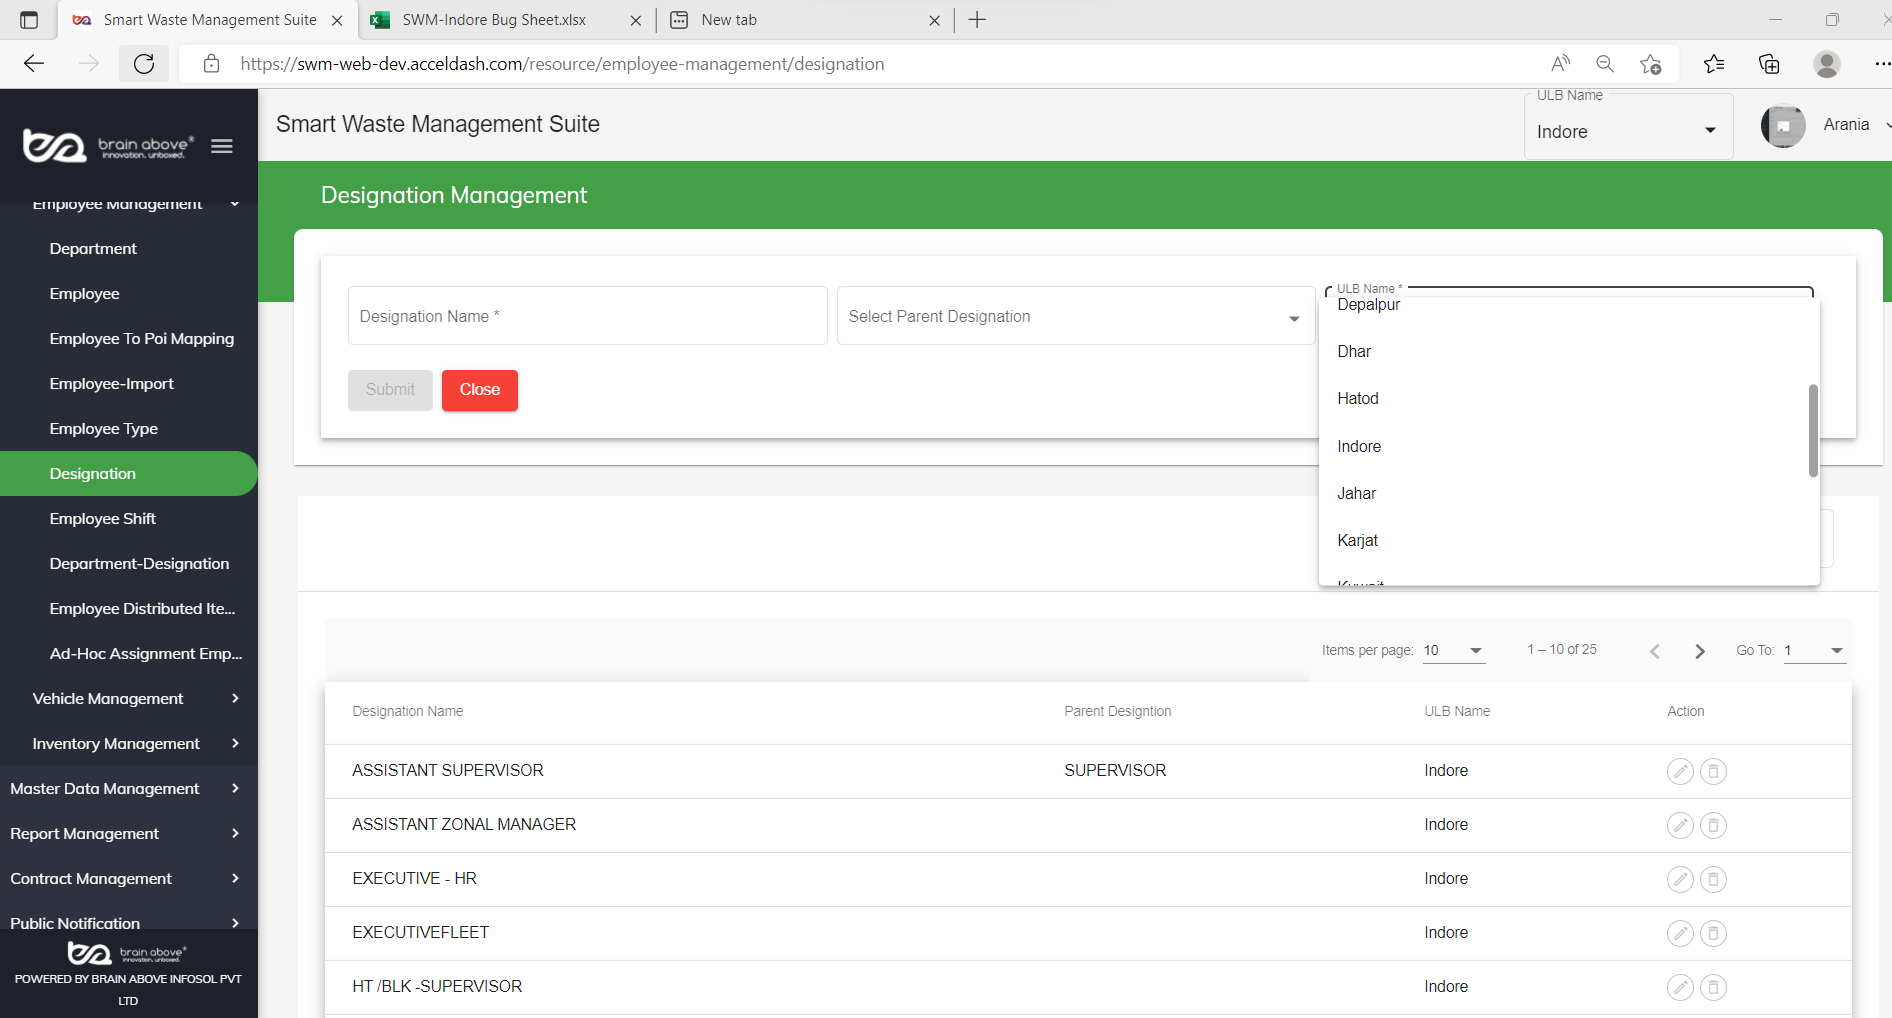 Smart Waste Management Suite
SWM-Indore Bug Sheet.xlsx
New tab
https://swm-web-dev.acceldash.com/resource/employee-management/designation
brain above®
innovation. unboxed.
Smart Waste Management Suite
ULB Name
Indore
Arania
Employee Management
Department
Employee
Employee To Poi Mapping
Employee-Import
Employee Type
Designation
Employee Shift
Department-Designation
Employee Distributed Ite...
Ad-Hoc Assignment Emp...
Vehicle Management
Inventory Management
Master Data Management
Report Management
Contract Management
Public Notification
brain above®
innovation. unboxed.
POWERED BY BRAIN ABOVE INFOSOL PVT
LTD
Designation Management
Designation Name *
Select Parent Designation
ULB Name *
Submit
Close
Depalpur
Dhar
Hatod
Indore
Jahar
Karjat
Kuwait
Items per page: 10
1 – 10 of 25
Go To: 1
Designation Name Parent Designtion ULB Name Action
ASSISTANT SUPERVISOR SUPERVISOR Indore
ASSISTANT ZONAL MANAGER Indore
EXECUTIVE - HR Indore
EXECUTIVEFLEET Indore
HT /BLK -SUPERVISOR Indore